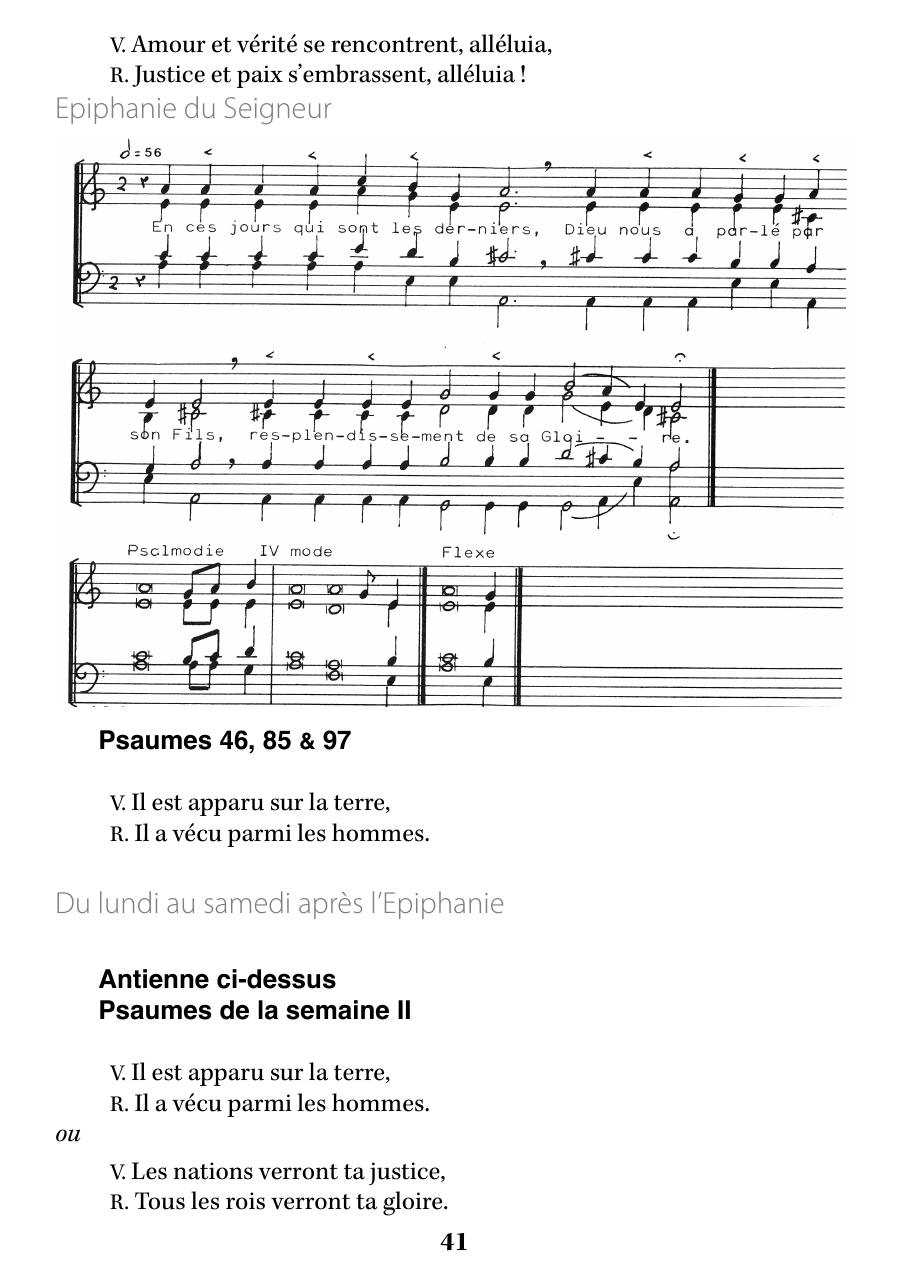 V. Amour et vérité se rencontrent, alléluia,
R. Justice et paix s’embrassent, alléluia !
Epiphanie du Seigneur
𝅗𝅥 = 56
En ces jours qui sont les der-niers, Dieu nous a par-lé par
son Fils, res-plen-dis-se-ment de sa Gloi - - re.
Psalmodie IV mode Flexe
Psaumes 46, 85 & 97
V. Il est apparu sur la terre,
R. Il a vécu parmi les hommes.
Du lundi au samedi après l’Epiphanie
Antienne ci-dessus
Psaumes de la semaine II
V. Il est apparu sur la terre,
R. Il a vécu parmi les hommes.
ou
V. Les nations verront ta justice,
R. Tous les rois verront ta gloire.
41